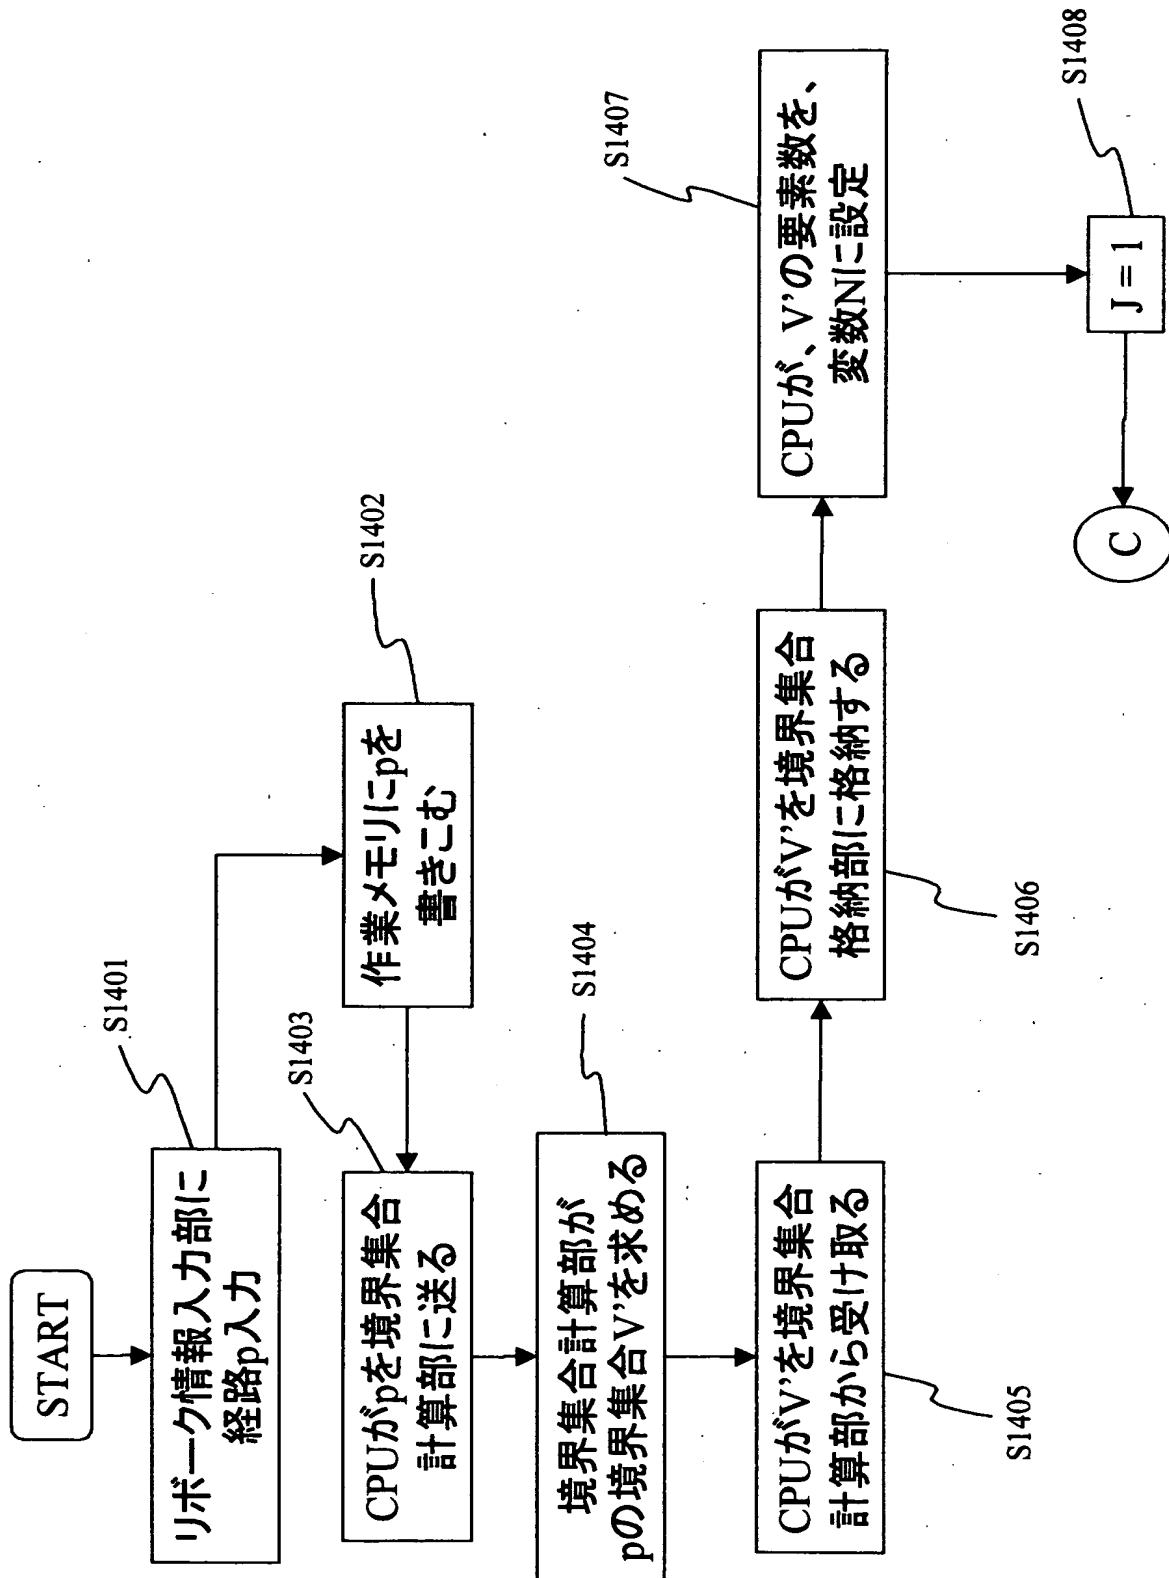 START
リボーク情報入力部に
経路p入力
S1401
作業メモリにpを
書きこむ
S1402
CPUがpを境界集合
計算部に送る
S1403
境界集合計算部が
pの境界集合V’を求める
S1404
CPUがV’を境界集合
計算部から受け取る
S1405
CPUがV’を境界集合
格納部に格納する
S1406
CPUが、V’の要素数を、
変数Nに設定
S1407
J = 1
S1408
C